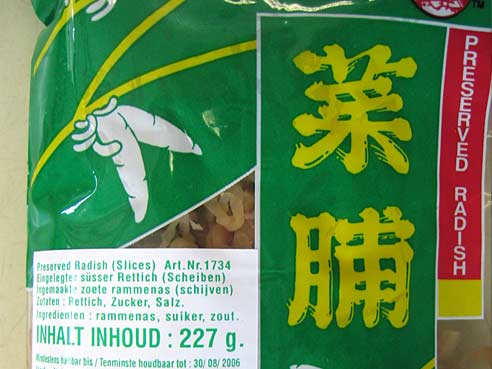 TM
菜脯
PRESERVED RADISH
Preserved Radish (Slices) Art.Nr.1734
Eingelegter süsser Rettich (Scheiben)
Ingemaakte zoete rammenas (schijven)
Zutaten : Rettich, Zucker, Salz.
Ingredienten : rammenas, suiker, zout.
INHALT INHOUD : 227 g.
Mindestens haltbar bis / Tenminste houdbaar tot : 30/ 08/ 2006